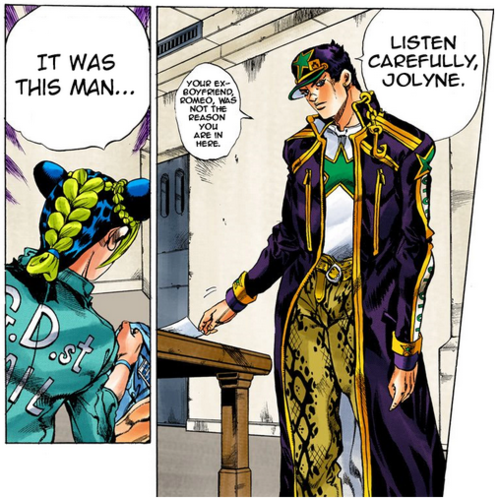 LISTEN
CAREFULLY,
JOLYNE.
YOUR EX-
BOYFRIEND,
ROMEO, WAS
NOT THE
REASON
YOU
ARE IN
HERE.
IT WAS
THIS MAN...
G.D.st
AIL